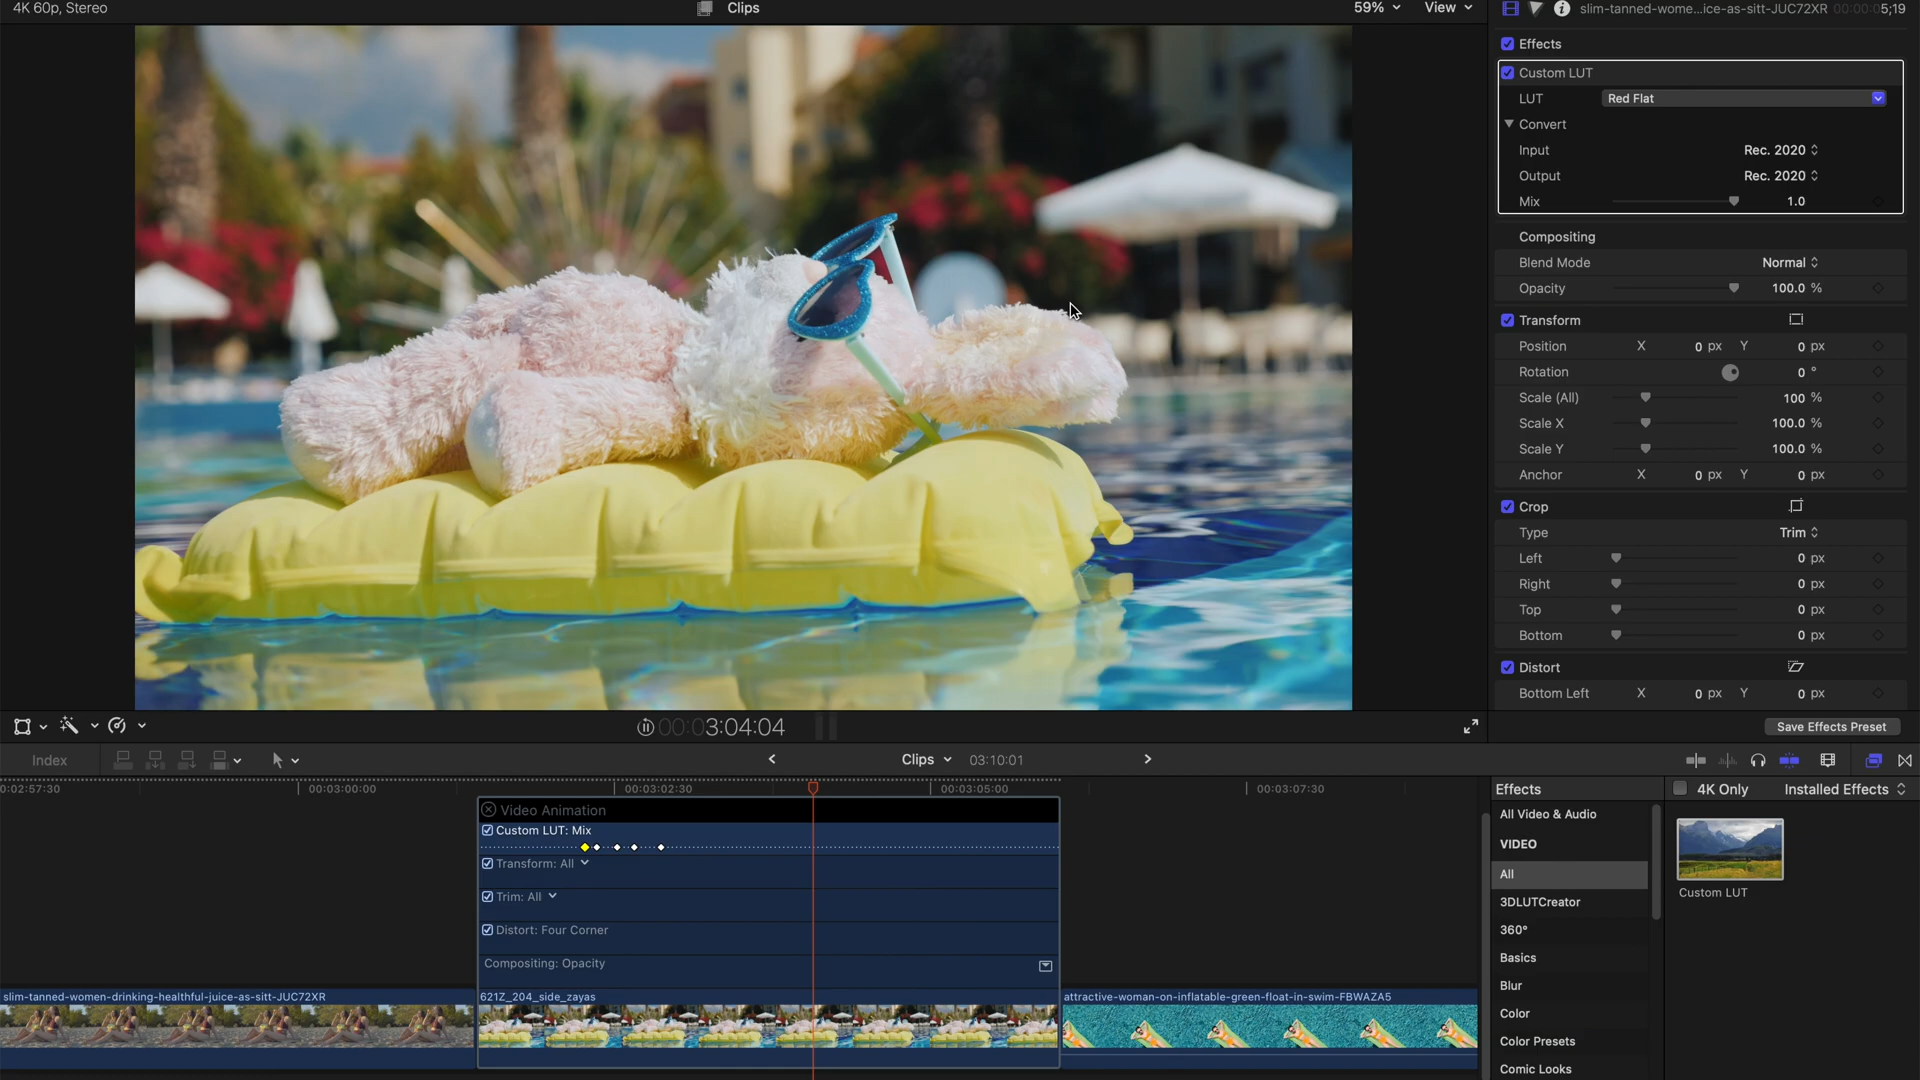 4K 60p, Stereo
Clips
59%
View
slim-tanned-wome...ice-as-sitt-JUC72XR
00:00:05;19
Effects
Custom LUT
LUT
Red Flat
Convert
Input
Rec. 2020
Output
Rec. 2020
Mix
1.0
Compositing
Blend Mode
Normal
Opacity
100.0 %
Transform
Position
X
0 px
Y
0 px
Rotation
0 °
Scale (All)
100 %
Scale X
100.0 %
Scale Y
100.0 %
Anchor
X
0 px
Y
0 px
Crop
Type
Trim
Left
0 px
Right
0 px
Top
0 px
Bottom
0 px
Distort
Bottom Left
X
0 px
Y
0 px
00:03:04:04
Save Effects Preset
Index
Clips
03:10:01
0:02:57:30
00:03:00:00
00:03:02:30
00:03:05:00
00:03:07:30
Video Animation
Custom LUT: Mix
Transform: All
Trim: All
Distort: Four Corner
Compositing: Opacity
slim-tanned-women-drinking-healthful-juice-as-sitt-JUC72XR
621Z_204_side_zayas
attractive-woman-on-inflatable-green-float-in-swim-FBWAZA5
Effects
4K Only
Installed Effects
All Video & Audio
VIDEO
All
3DLUTCreator
360°
Basics
Blur
Color
Color Presets
Comic Looks
Custom LUT